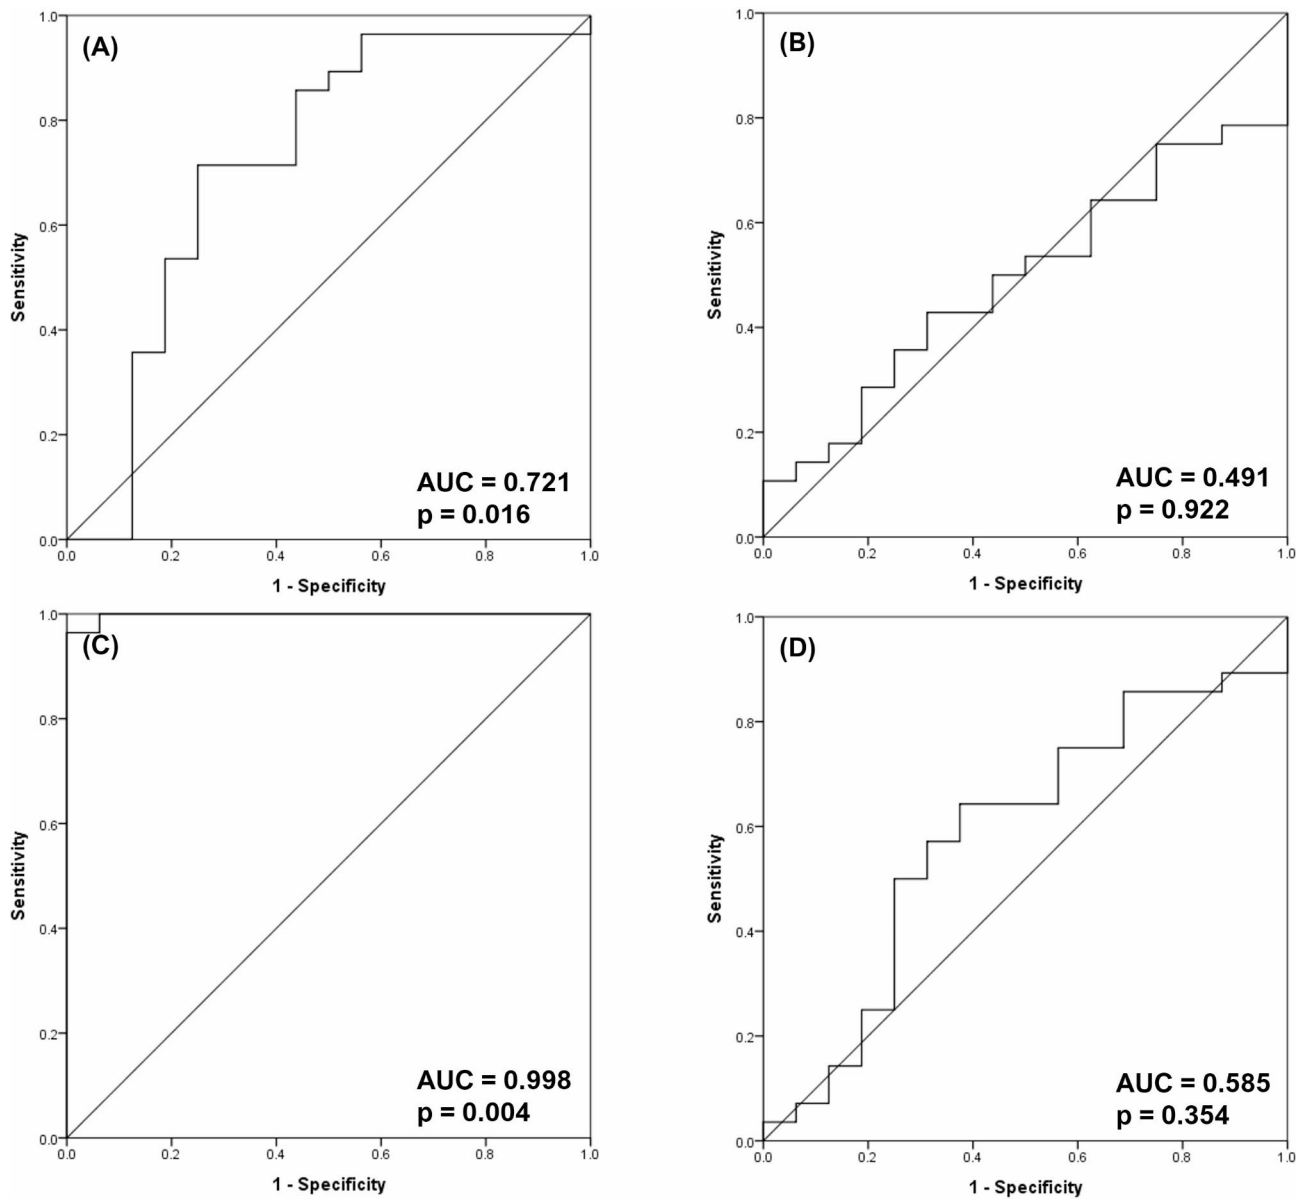 (A)
Sensitivity
1.0
0.8
0.6
0.4
0.2
0.0
AUC = 0.721
p = 0.016
0.0 0.2 0.4 0.6 0.8 1.0
1 - Specificity
(B)
Sensitivity
1.0
0.8
0.6
0.4
0.2
0.0
AUC = 0.491
p = 0.922
0.0 0.2 0.4 0.6 0.8 1.0
1 - Specificity
(C)
Sensitivity
1.0
0.8
0.6
0.4
0.2
0.0
AUC = 0.998
p = 0.004
0.0 0.2 0.4 0.6 0.8 1.0
1 - Specificity
(D)
Sensitivity
1.0
0.8
0.6
0.4
0.2
0.0
AUC = 0.585
p = 0.354
0.0 0.2 0.4 0.6 0.8 1.0
1 - Specificity